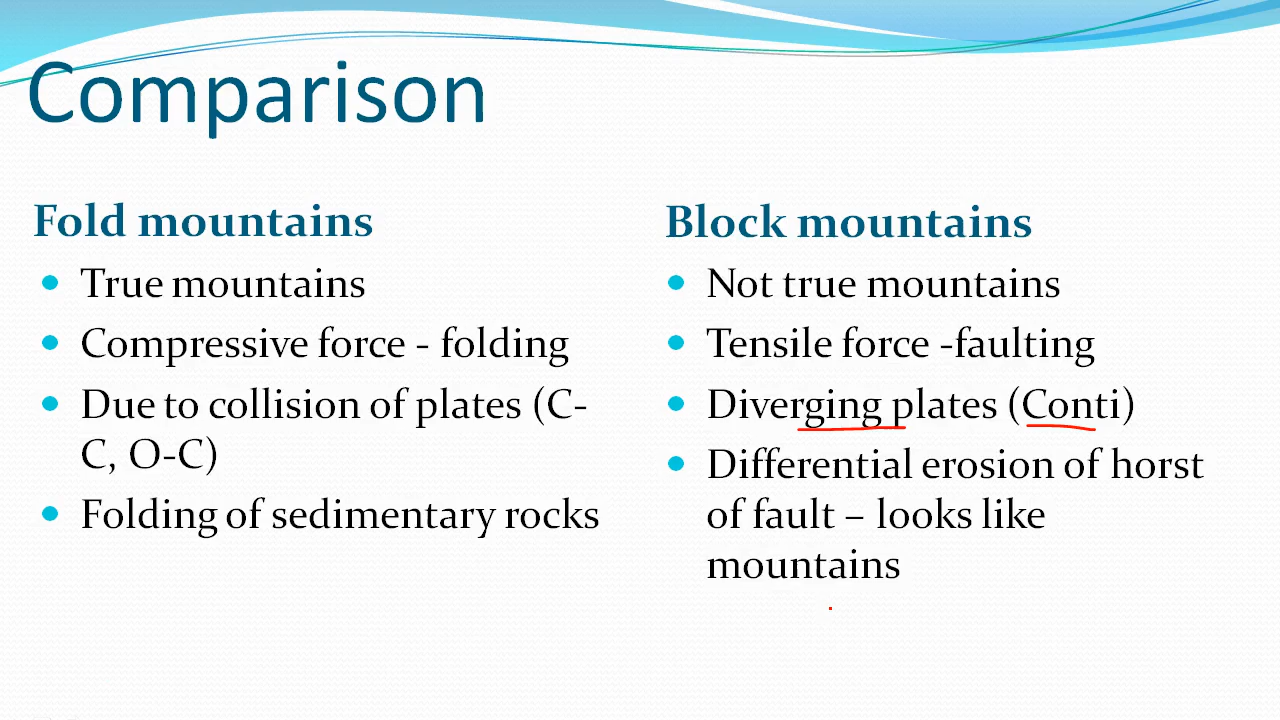 Comparison
Fold mountains
• True mountains
• Compressive force - folding
• Due to collision of plates (C-
C, O-C)
• Folding of sedimentary rocks
Block mountains
• Not true mountains
• Tensile force -faulting
• Diverging plates (Conti)
• Differential erosion of horst
of fault – looks like
mountains